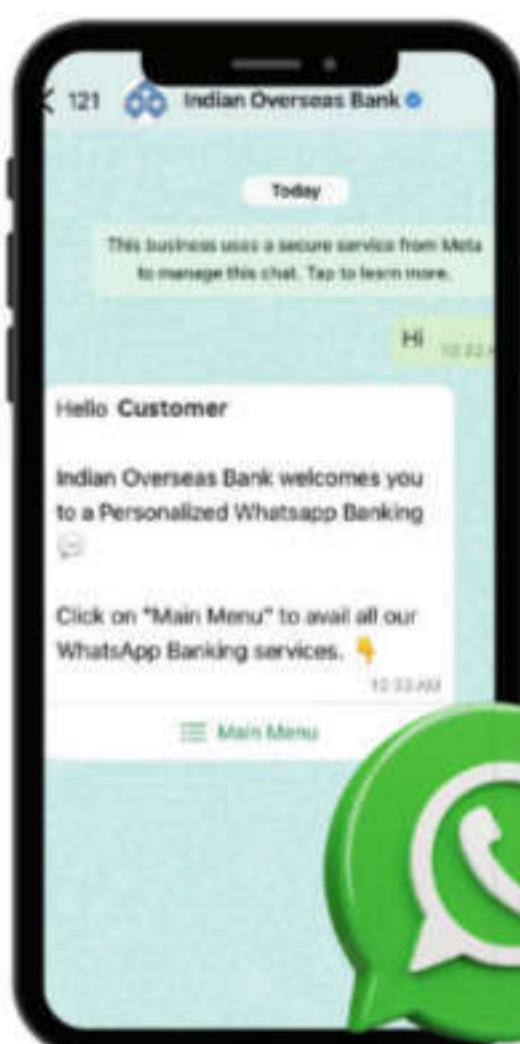 121 Indian Overseas Bank
Today
This business uses a secure service from Meta
to manage this chat. Tap to learn more.
Hi
Hello Customer
Indian Overseas Bank welcomes you
to a Personalized Whatsapp Banking
💬
Click on "Main Menu" to avail all our
WhatsApp Banking services. 👇
10:33 AM
Main Menu